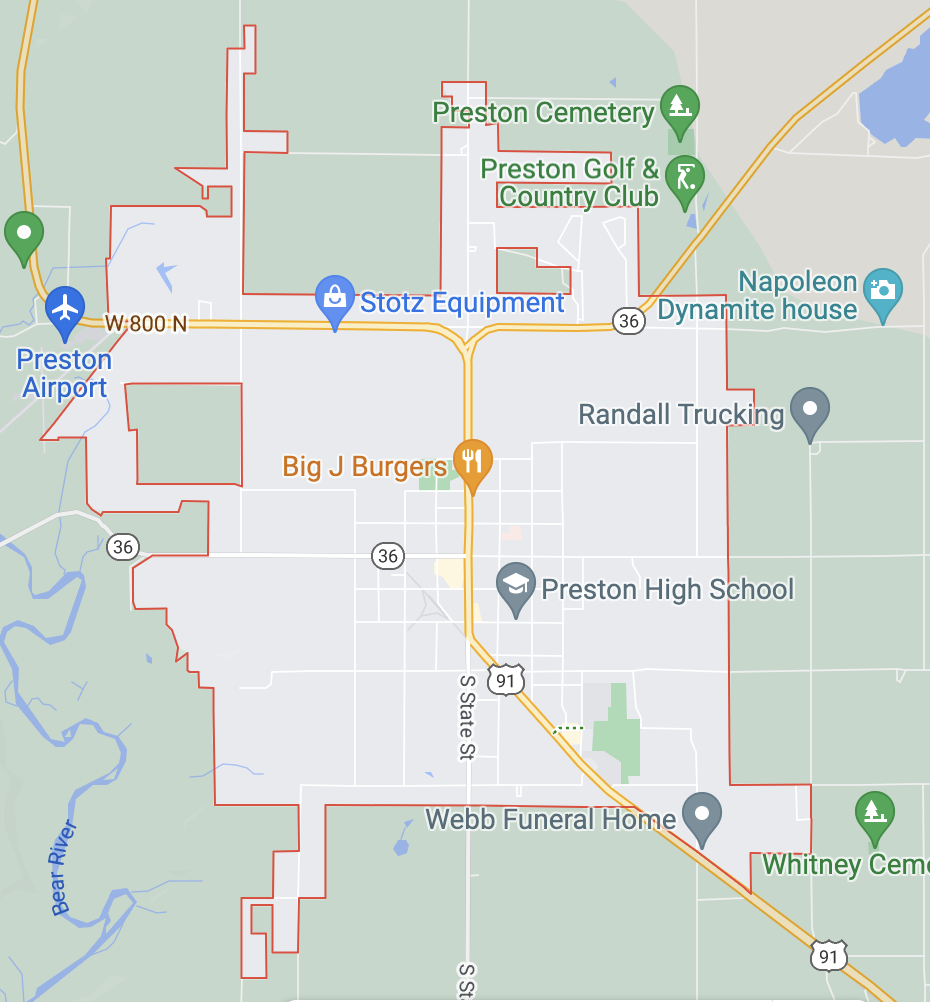 Preston Cemetery
Preston Golf &
Country Club
Napoleon
Dynamite house
Stotz Equipment
36
W 800 N
Preston
Airport
Randall Trucking
Big J Burgers
36
36
Preston High School
91
S State St
Webb Funeral Home
Bear River
Whitney Ceme
91
S St